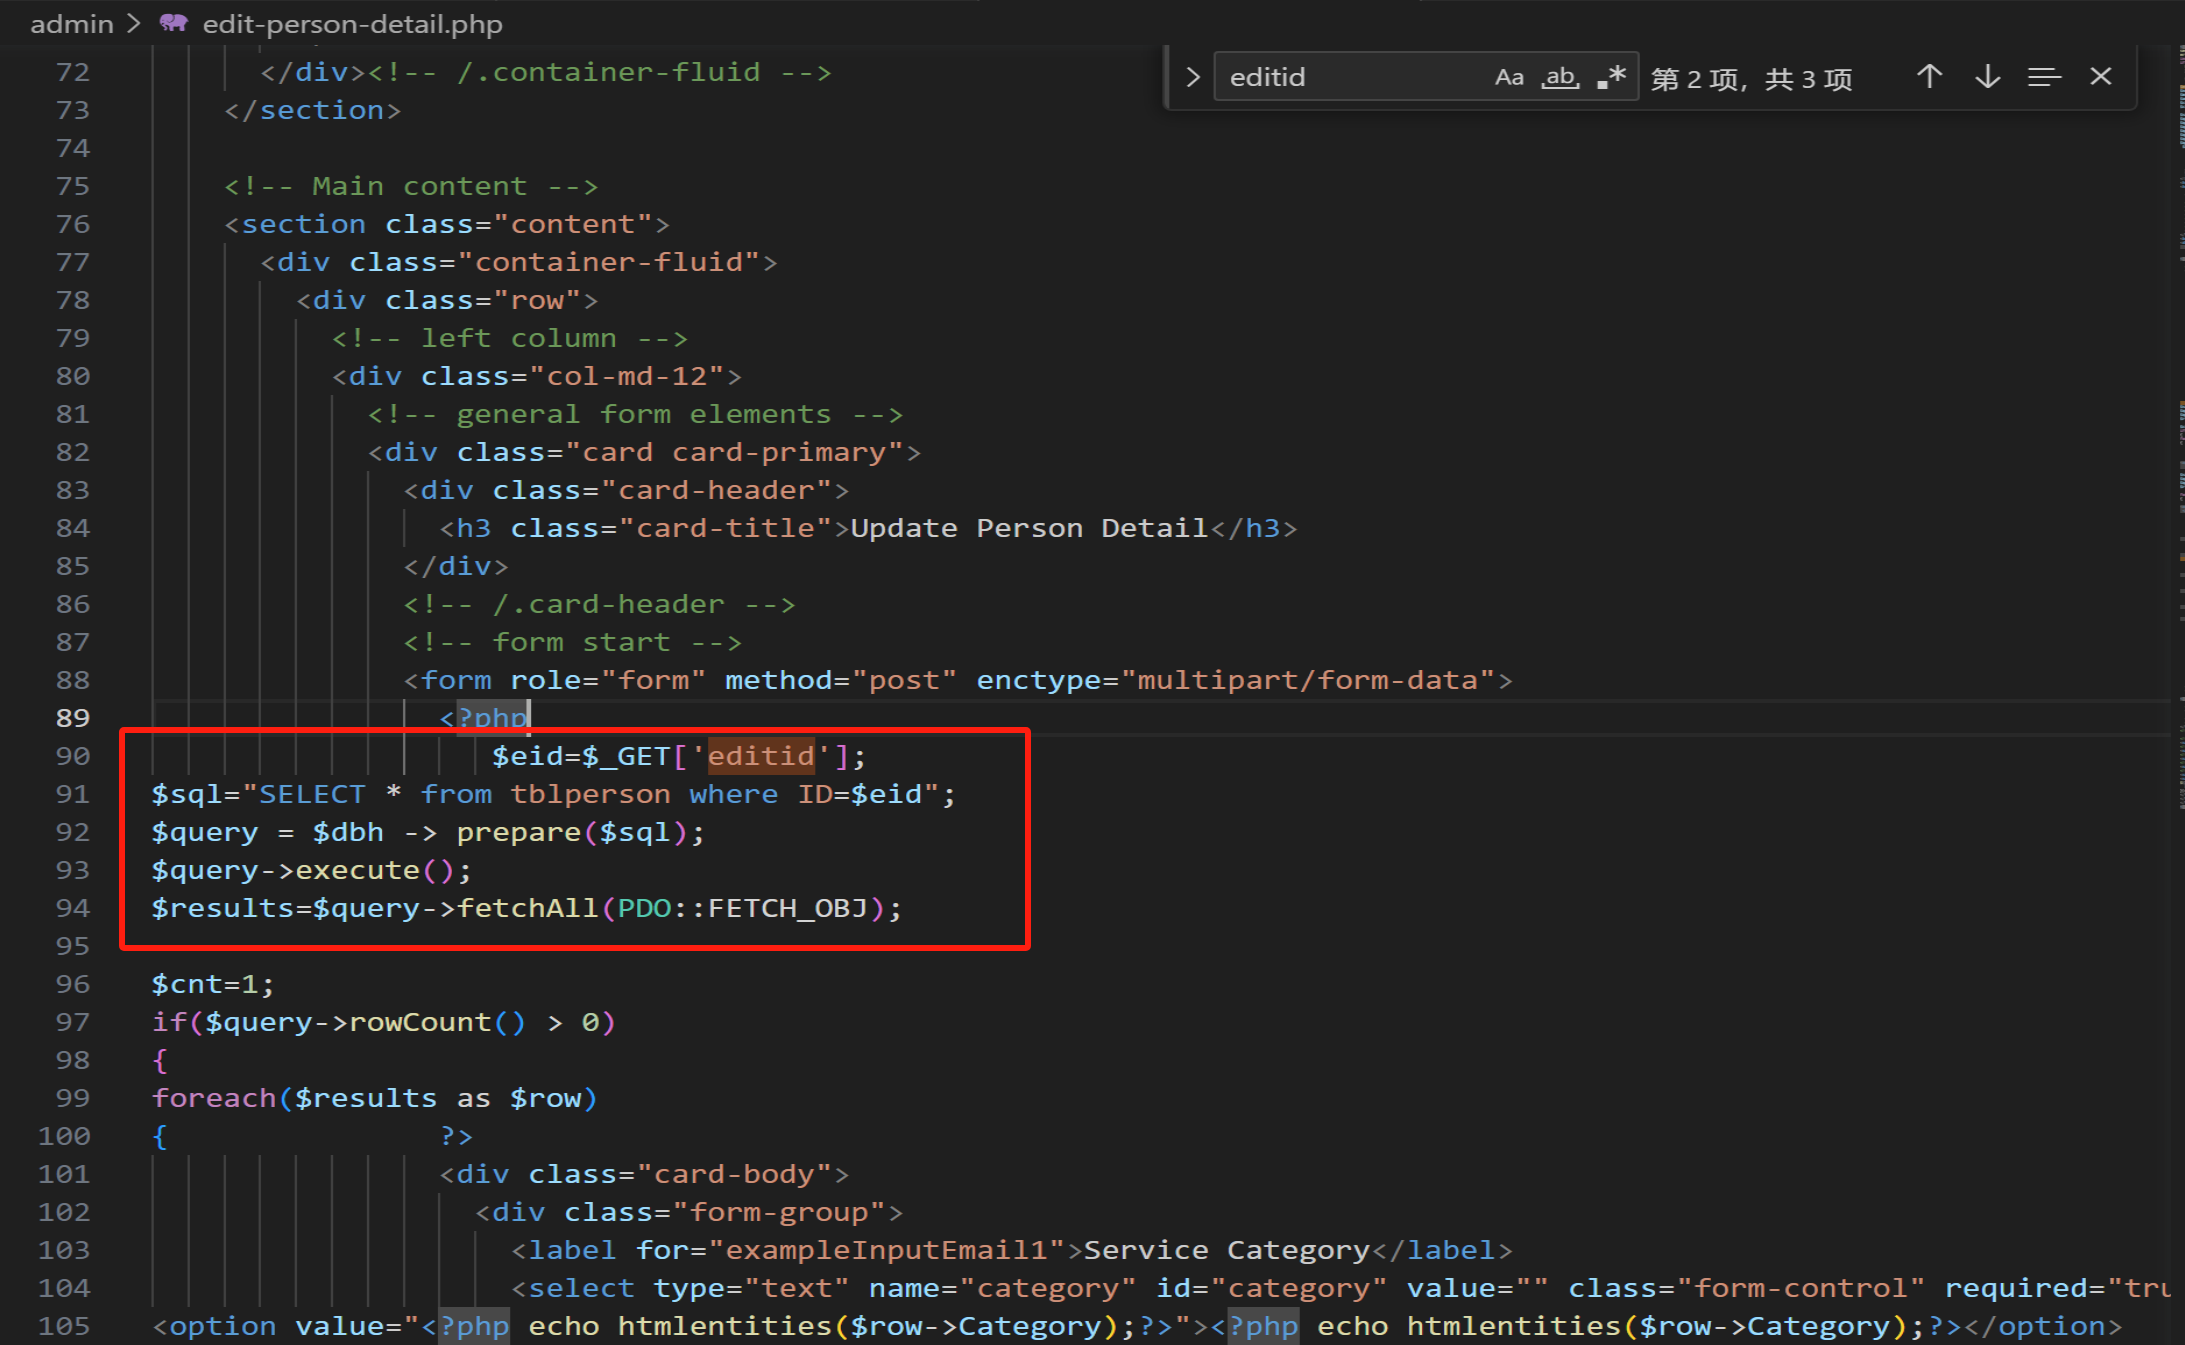 admin > edit-person-detail.php
editid Aa ab .* 第 2 项，共 3 项
72 </div><!-- /.container-fluid -->
73 </section>
74
75 <!-- Main content -->
76 <section class="content">
77 <div class="container-fluid">
78 <div class="row">
79 <!-- left column -->
80 <div class="col-md-12">
81 <!-- general form elements -->
82 <div class="card card-primary">
83 <div class="card-header">
84 <h3 class="card-title">Update Person Detail</h3>
85 </div>
86 <!-- /.card-header -->
87 <!-- form start -->
88 <form role="form" method="post" enctype="multipart/form-data">
89 <?php
90 $eid=$_GET['editid'];
91 $sql="SELECT * from tblperson where ID=$eid";
92 $query = $dbh -> prepare($sql);
93 $query->execute();
94 $results=$query->fetchAll(PDO::FETCH_OBJ);
95
96 $cnt=1;
97 if($query->rowCount() > 0)
98 {
99 foreach($results as $row)
100 { ?>
101 <div class="card-body">
102 <div class="form-group">
103 <label for="exampleInputEmail1">Service Category</label>
104 <select type="text" name="category" id="category" value="" class="form-control" required="tru
105 <option value="<?php echo htmlentities($row->Category);?>"><?php echo htmlentities($row->Category);?></option>